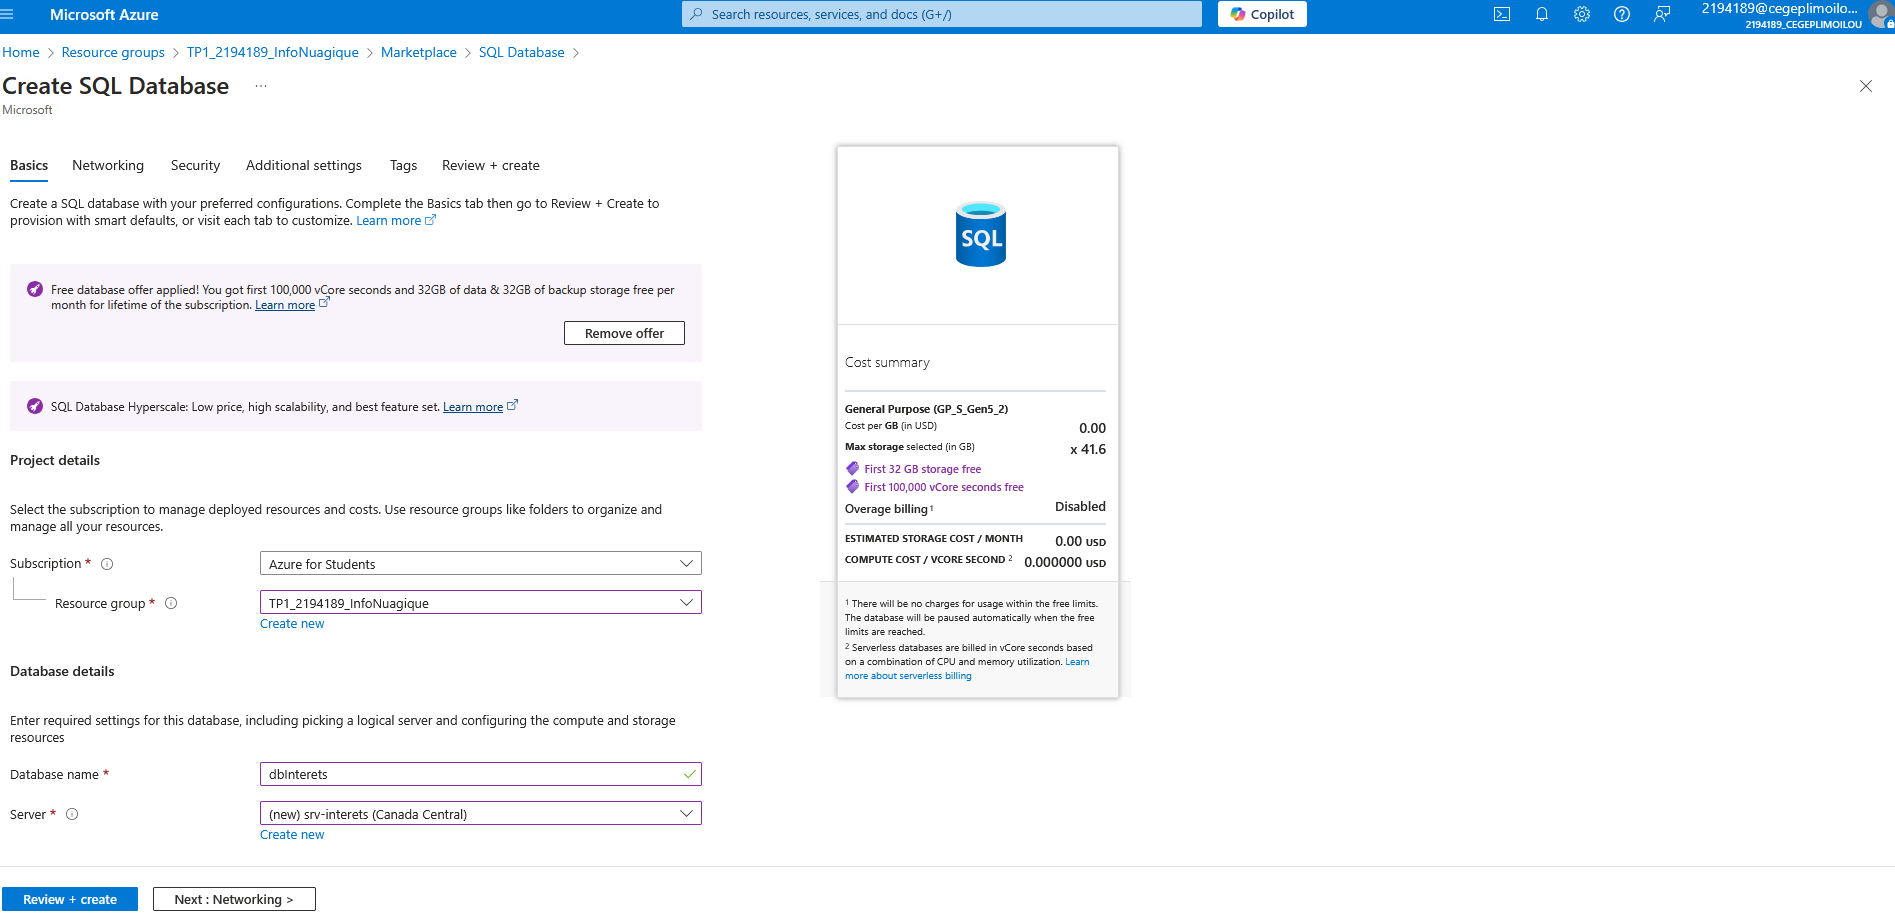 Microsoft Azure
Search resources, services, and docs (G+/)
Copilot
2194189@cegeplimoilo...
2194189_CEGEPLIMOILOU
Home > Resource groups > TP1_2194189_InfoNuagique > Marketplace > SQL Database >
Create SQL Database ...
Microsoft
Basics Networking Security Additional settings Tags Review + create
Create a SQL database with your preferred configurations. Complete the Basics tab then go to Review + Create to
provision with smart defaults, or visit each tab to customize. Learn more
Free database offer applied! You got first 100,000 vCore seconds and 32GB of data & 32GB of backup storage free per
month for lifetime of the subscription. Learn more
Remove offer
SQL Database Hyperscale: Low price, high scalability, and best feature set. Learn more
Project details
Select the subscription to manage deployed resources and costs. Use resource groups like folders to organize and
manage all your resources.
Subscription *
Azure for Students
Resource group *
TP1_2194189_InfoNuagique
Create new
Database details
Enter required settings for this database, including picking a logical server and configuring the compute and storage
resources
Database name *
dbInterets
Server *
(new) srv-interets (Canada Central)
Create new
Review + create
Next : Networking >
SQL
Cost summary
General Purpose (GP_S_Gen5_2)
Cost per GB (in USD) 0.00
Max storage selected (in GB) x 41.6
First 32 GB storage free
First 100,000 vCore seconds free
Overage billing 1 Disabled
ESTIMATED STORAGE COST / MONTH 0.00 USD
COMPUTE COST / VCORE SECOND 2 0.000000 USD
1 There will be no charges for usage within the free limits.
The database will be paused automatically when the free
limits are reached.
2 Serverless databases are billed in vCore seconds based
on a combination of CPU and memory utilization. Learn
more about serverless billing